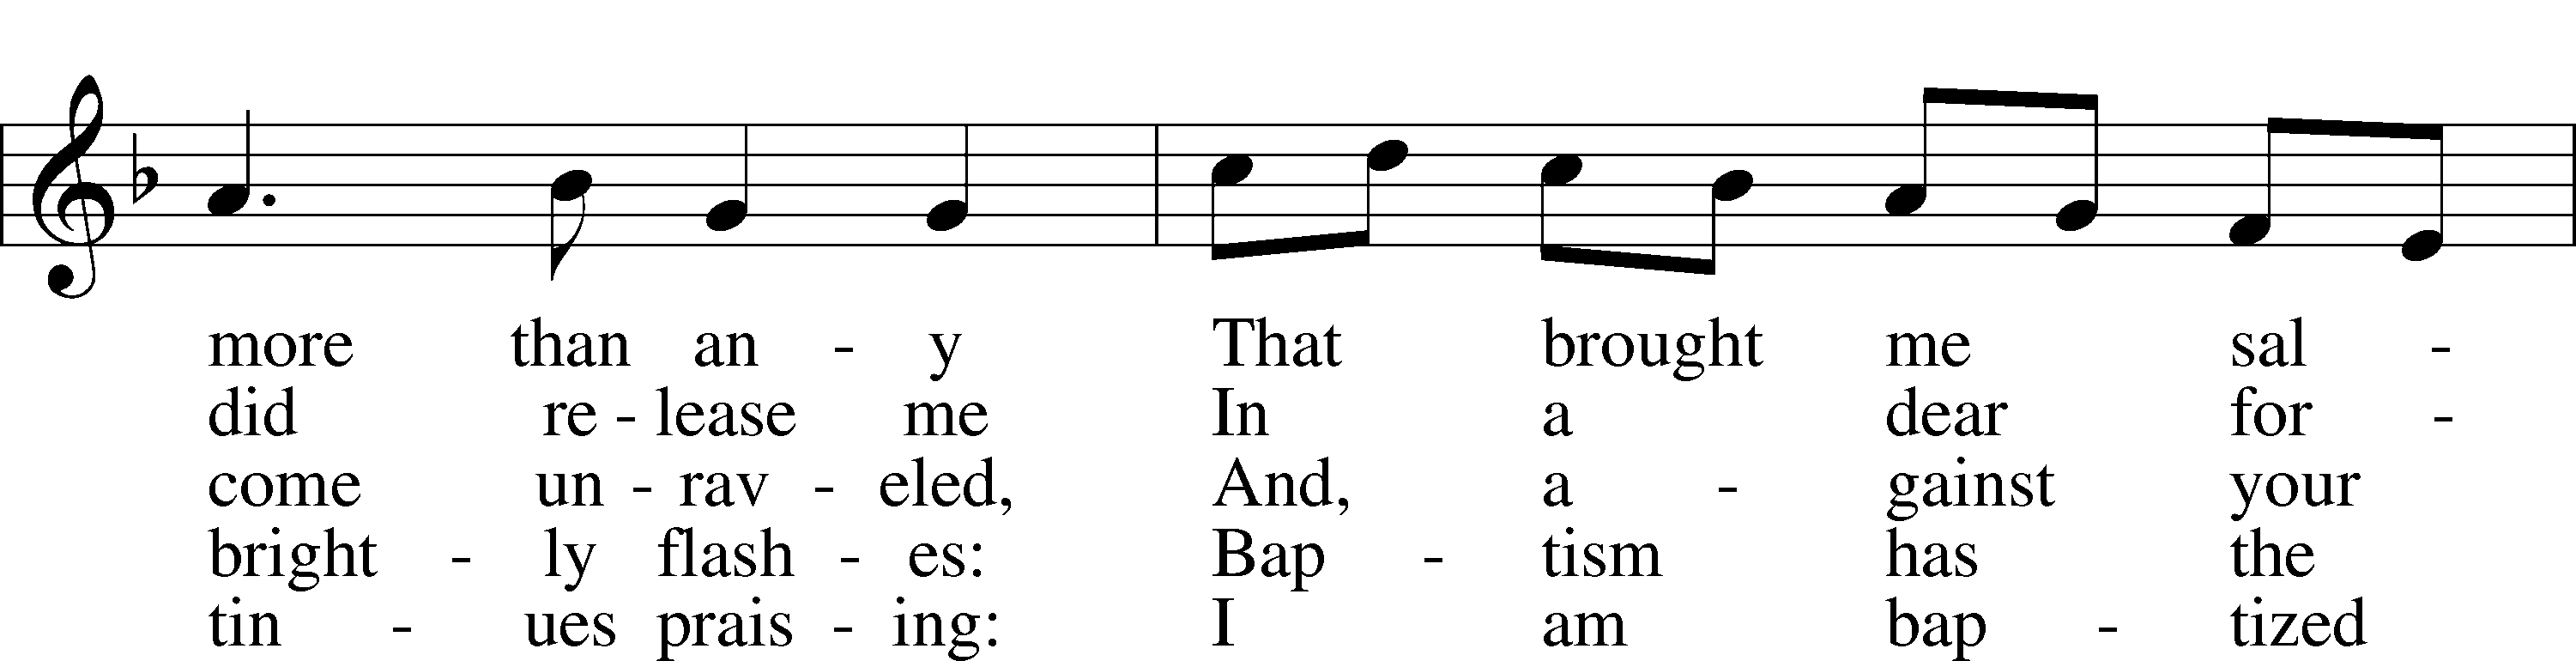 more than an - y That brought me sal -
did re - lease me In a dear for -
come un - rav - eled, And, a - gainst your
bright - ly flash - es: Bap - tism has the
tin - ues prais - ing: I am bap - tized